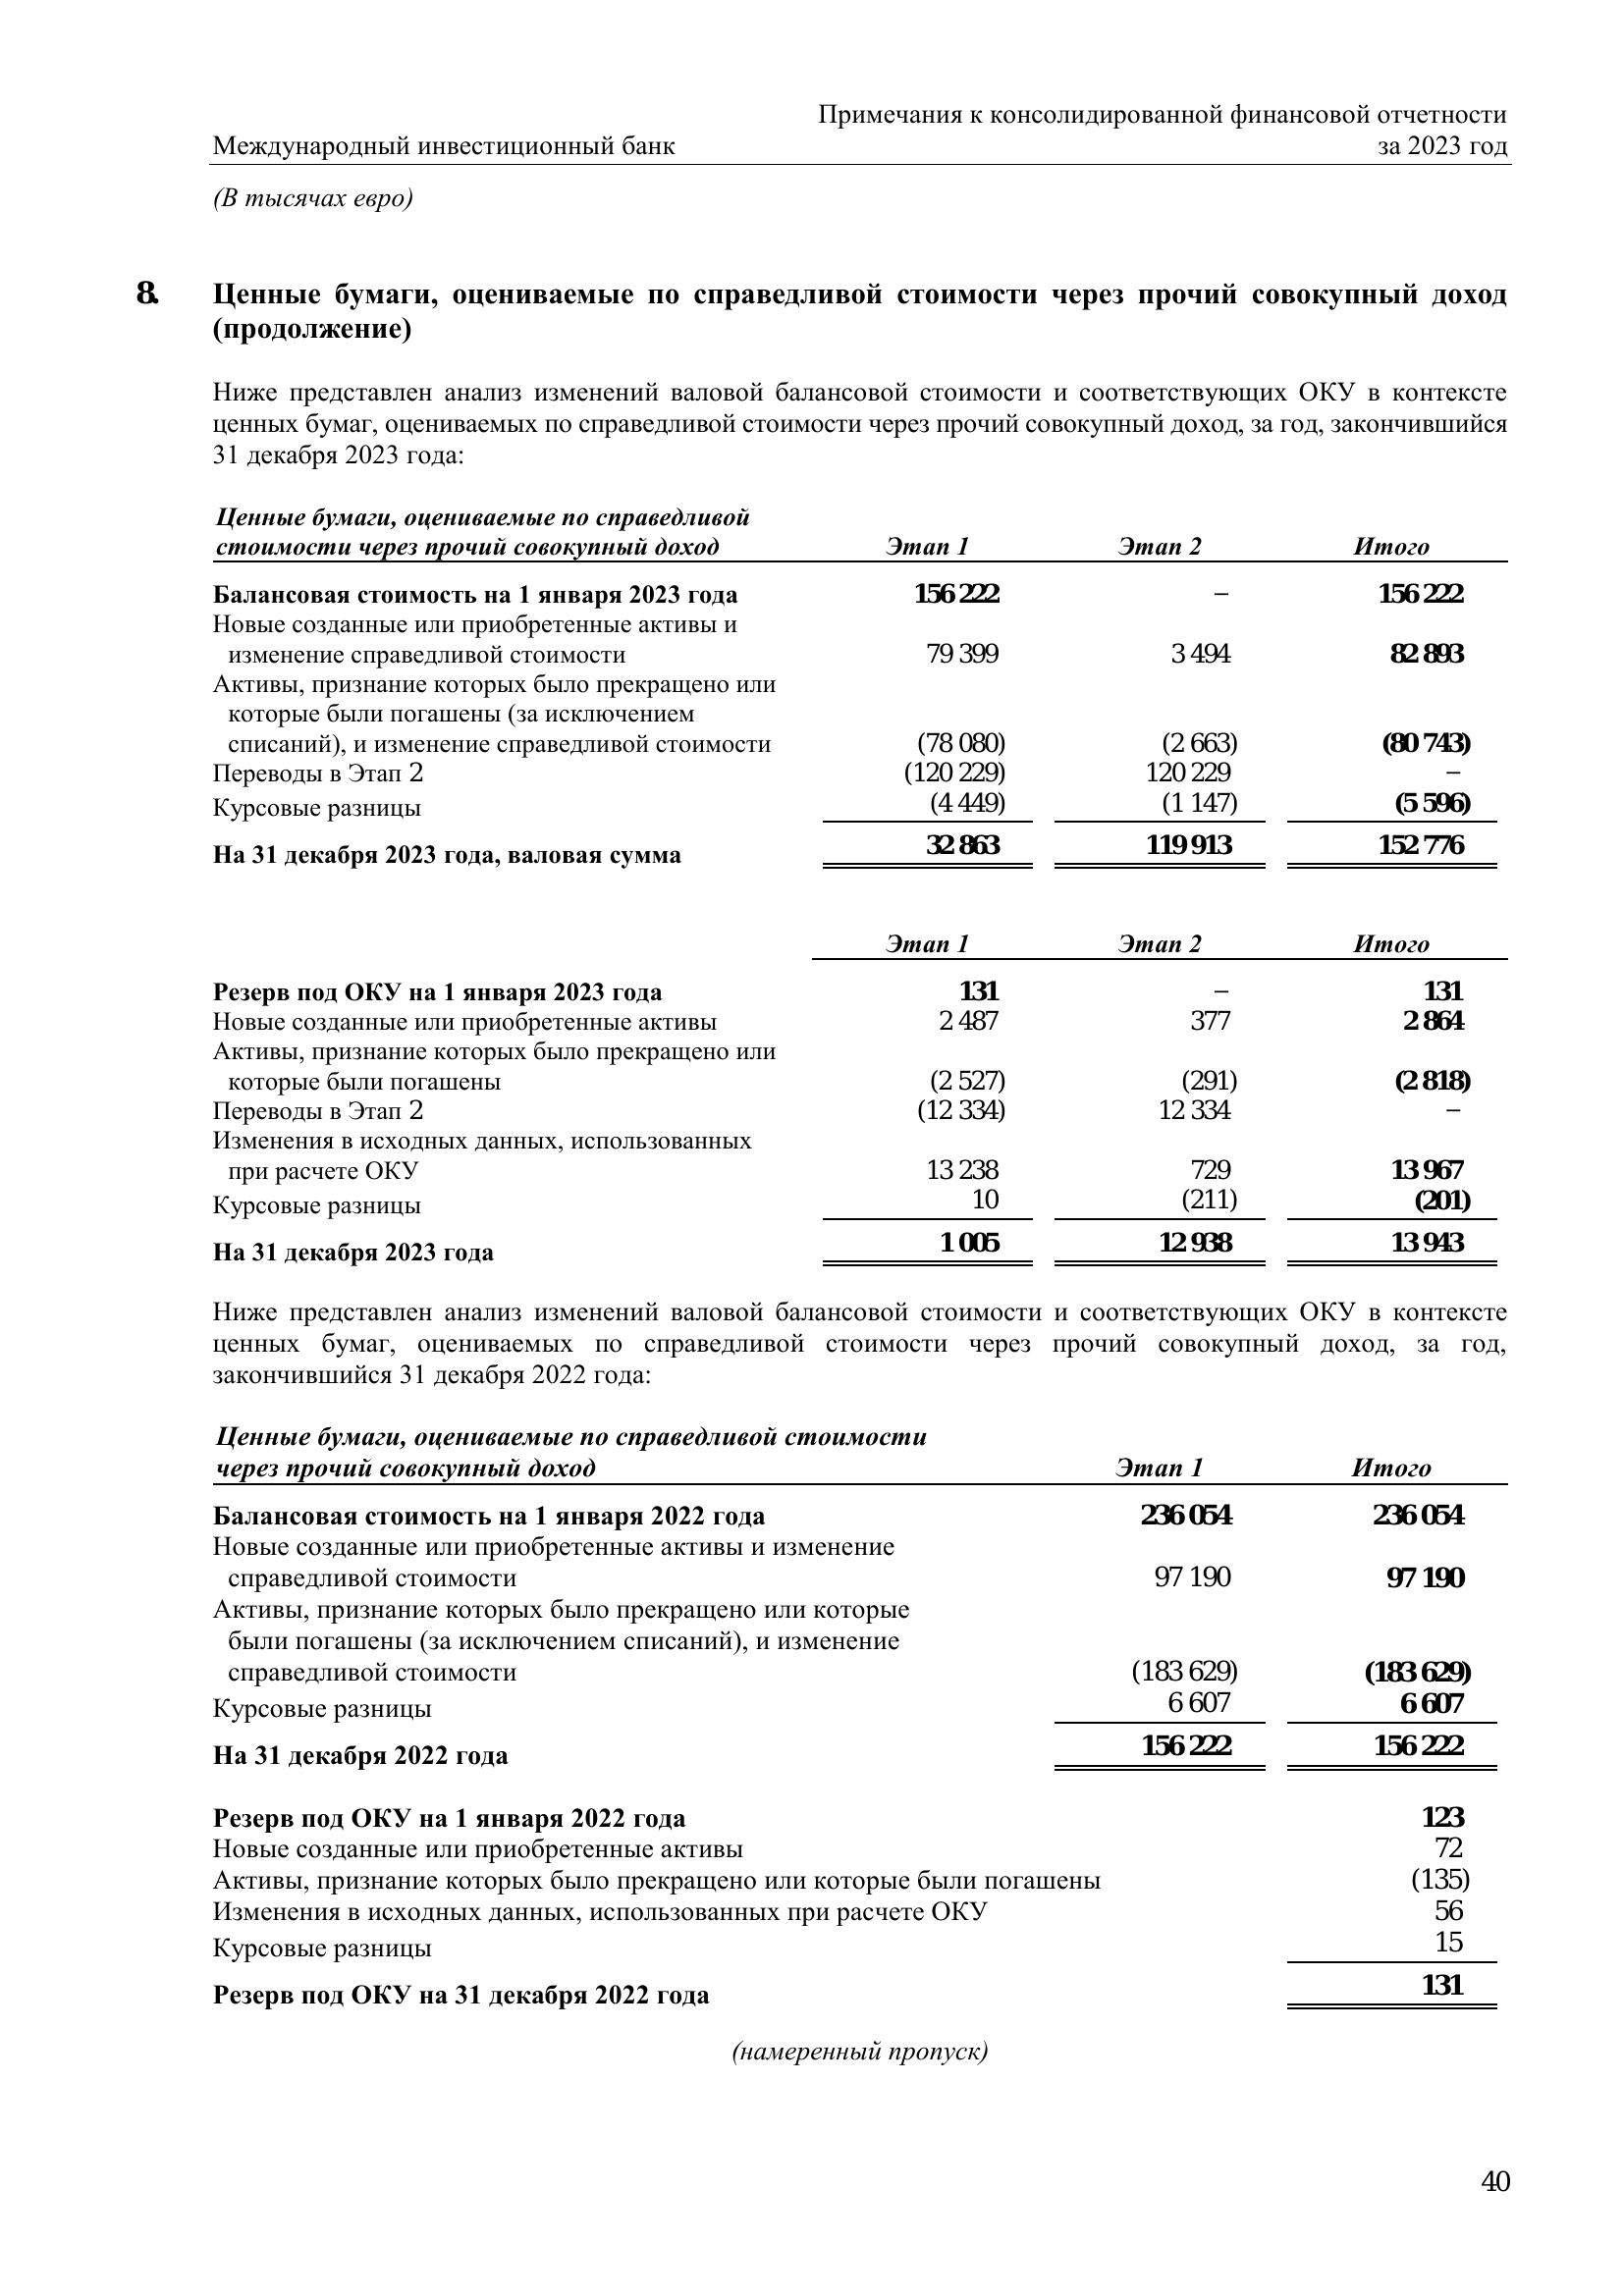 Примечания к консолидированной финансовой отчетности
Международный инвестиционный банк за 2023 год
(В тысячах евро)
8. Ценные бумаги, оцениваемые по справедливой стоимости через прочий совокупный доход
(продолжение)
Ниже представлен анализ изменений валовой балансовой стоимости и соответствующих ОКУ в контексте
ценных бумаг, оцениваемых по справедливой стоимости через прочий совокупный доход, за год, закончившийся
31 декабря 2023 года:
Ценные бумаги, оцениваемые по справедливой
стоимости через прочий совокупный доход Этап 1 Этап 2 Итого
Балансовая стоимость на 1 января 2023 года 156 222 – 156 222
Новые созданные или приобретенные активы и
изменение справедливой стоимости 79 399 3 494 82 893
Активы, признание которых было прекращено или
которые были погашены (за исключением
списаний), и изменение справедливой стоимости (78 080) (2 663) (80 743)
Переводы в Этап 2 (120 229) 120 229 –
Курсовые разницы (4 449) (1 147) (5 596)
На 31 декабря 2023 года, валовая сумма 32 863 119 913 152 776
Этап 1 Этап 2 Итого
Резерв под ОКУ на 1 января 2023 года 131 – 131
Новые созданные или приобретенные активы 2 487 377 2 864
Активы, признание которых было прекращено или
которые были погашены (2 527) (291) (2 818)
Переводы в Этап 2 (12 334) 12 334 –
Изменения в исходных данных, использованных
при расчете ОКУ 13 238 729 13 967
Курсовые разницы 10 (211) (201)
На 31 декабря 2023 года 1 005 12 938 13 943
Ниже представлен анализ изменений валовой балансовой стоимости и соответствующих ОКУ в контексте
ценных бумаг, оцениваемых по справедливой стоимости через прочий совокупный доход, за год,
закончившийся 31 декабря 2022 года:
Ценные бумаги, оцениваемые по справедливой стоимости
через прочий совокупный доход Этап 1 Итого
Балансовая стоимость на 1 января 2022 года 236 054 236 054
Новые созданные или приобретенные активы и изменение
справедливой стоимости 97 190 97 190
Активы, признание которых было прекращено или которые
были погашены (за исключением списаний), и изменение
справедливой стоимости (183 629) (183 629)
Курсовые разницы 6 607 6 607
На 31 декабря 2022 года 156 222 156 222
Резерв под ОКУ на 1 января 2022 года 123
Новые созданные или приобретенные активы 72
Активы, признание которых было прекращено или которые были погашены (135)
Изменения в исходных данных, использованных при расчете ОКУ 56
Курсовые разницы 15
Резерв под ОКУ на 31 декабря 2022 года 131
(намеренный пропуск)
40